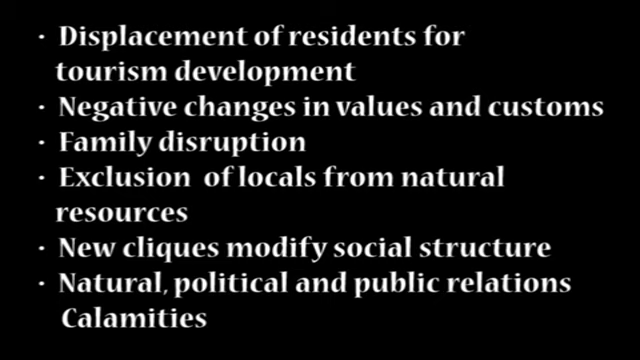 · Displacement of residents for
tourism development
· Negative changes in values and customs
· Family disruption
· Exclusion of locals from natural
resources
· New cliques modify social structure
· Natural, political and public relations
Calamities